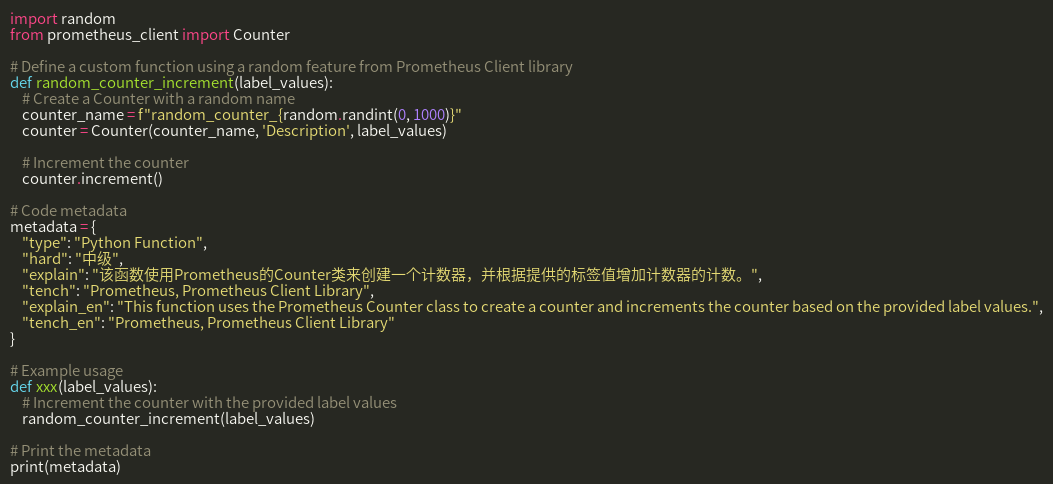 import random
from prometheus_client import Counter

# Define a custom function using a random feature from Prometheus Client library
def random_counter_increment(label_values):
    # Create a Counter with a random name
    counter_name = f"random_counter_{random.randint(0, 1000)}"
    counter = Counter(counter_name, 'Description', label_values)

    # Increment the counter
    counter.increment()

# Code metadata
metadata = {
    "type": "Python Function",
    "hard": "中级",
    "explain": "该函数使用Prometheus的Counter类来创建一个计数器，并根据提供的标签值增加计数器的计数。",
    "tench": "Prometheus, Prometheus Client Library",
    "explain_en": "This function uses the Prometheus Counter class to create a counter and increments the counter based on the provided label values.",
    "tench_en": "Prometheus, Prometheus Client Library"
}

# Example usage
def xxx(label_values):
    # Increment the counter with the provided label values
    random_counter_increment(label_values)

# Print the metadata
print(metadata)